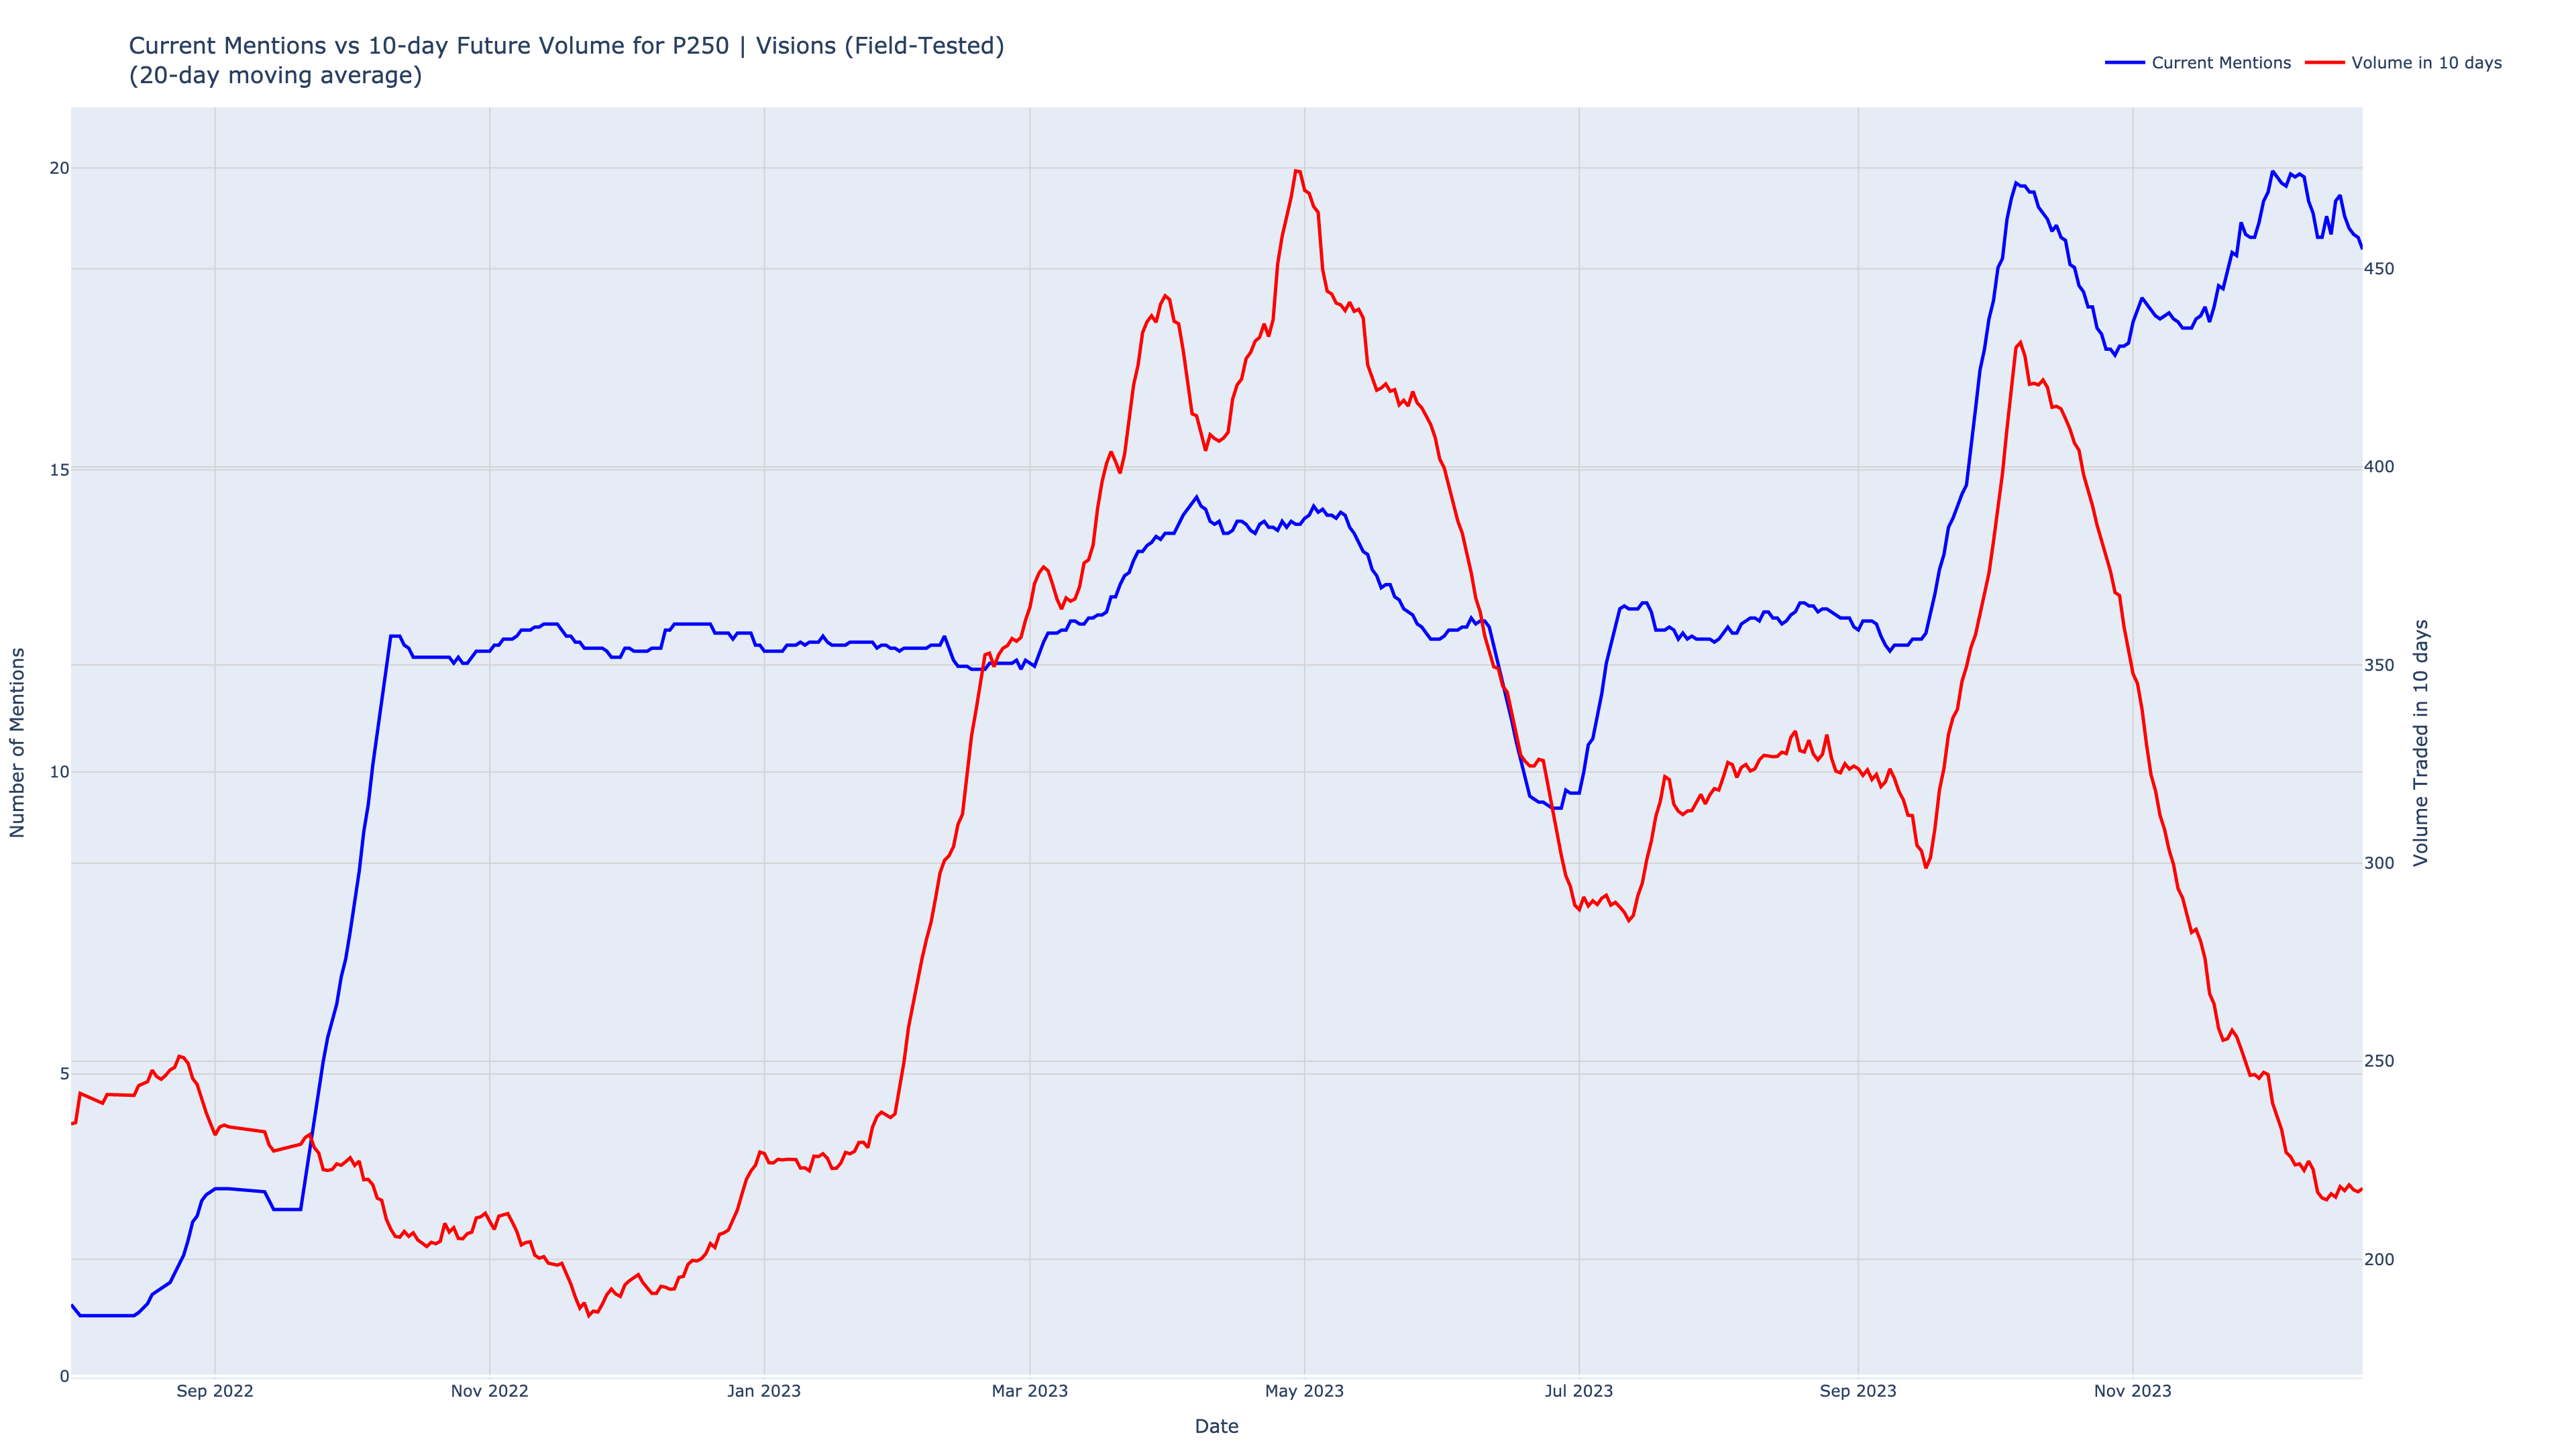 Current Mentions vs 10-day Future Volume for P250 | Visions (Field-Tested)
(20-day moving average)
Current Mentions
Volume in 10 days
Number of Mentions
20
15
10
5
0
450
400
350
300
250
200
Volume Traded in 10 days
Sep 2022
Nov 2022
Jan 2023
Mar 2023
May 2023
Jul 2023
Sep 2023
Nov 2023
Date